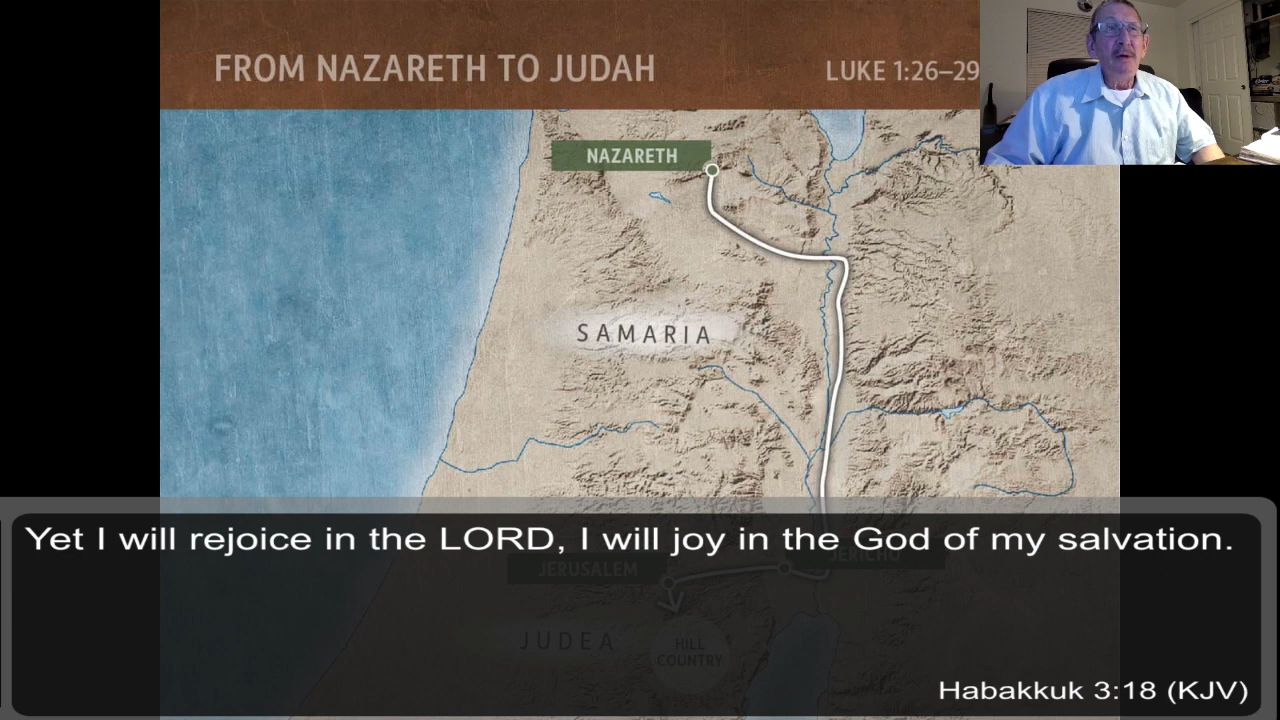 FROM NAZARETH TO JUDAH
LUKE 1:26–29
NAZARETH
SAMARIA
Yet I will rejoice in the LORD, I will joy in the God of my salvation.
JERICHO
JERUSALEM
JUDEA
HILL
COUNTRY
Habakkuk 3:18 (KJV)